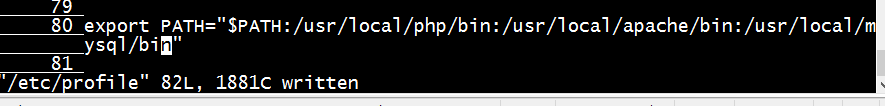 79
80 export PATH="$PATH:/usr/local/php/bin:/usr/local/apache/bin:/usr/local/m
ysql/bin"
81
"/etc/profile" 82L, 1881C written